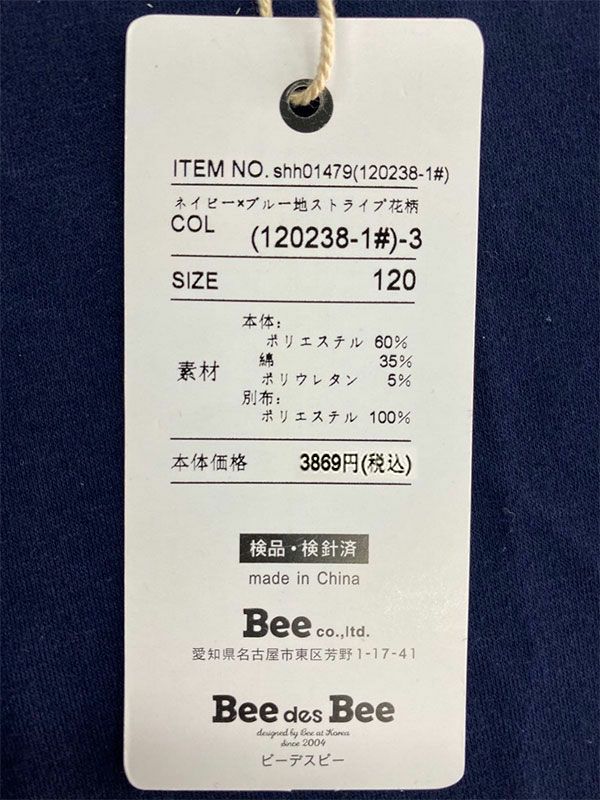 ITEM NO. shh01479(120238-1#)
ネイビー×ブルー地ストライプ花柄
COL (120238-1#)-3
SIZE 120
本体:
ポリエステル 60%
綿 35%
素材
ポリウレタン 5%
別布:
ポリエステル 100%
本体価格 3869円(税込)
検品・検針済
made in China
Bee co.,ltd.
愛知県名古屋市東区芳野1-17-41
Bee des Bee
designed by Bee at Korea
since 2004
ビーデスビー